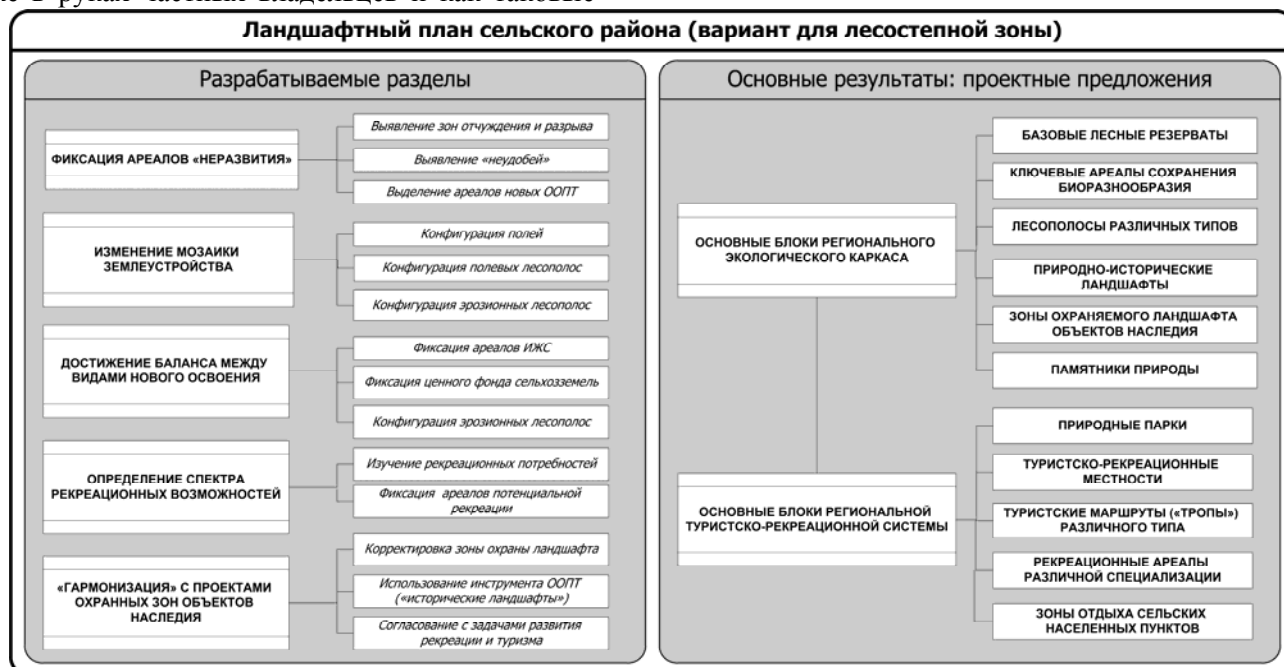 в руках частных владельцев и как таковые
Ландшафтный план сельского района (вариант для лесостепной зоны)
Разрабатываемые разделы
ФИКСАЦИЯ АРЕАЛОВ «НЕРАЗВИТИЯ»
Выявление зон отчуждения и разрыва
Выявление «неудобей»
Выделение ареалов новых ООПТ
ИЗМЕНЕНИЕ МОЗАИКИ
ЗЕМЛЕУСТРОЙСТВА
Конфигурация полей
Конфигурация полевых лесополос
Конфигурация эрозионных лесополос
ДОСТИЖЕНИЕ БАЛАНСА МЕЖДУ
ВИДАМИ НОВОГО ОСВОЕНИЯ
Фиксация ареалов ИЖС
Фиксация ценного фонда сельхозземель
Конфигурация эрозионных лесополос
ОПРЕДЕЛЕНИЕ СПЕКТРА
РЕКРЕАЦИОННЫХ ВОЗМОЖНОСТЕЙ
Изучение рекреационных потребностей
Фиксация ареалов потенциальной
рекреации
«ГАРМОНИЗАЦИЯ» С ПРОЕКТАМИ
ОХРАННЫХ ЗОН ОБЪЕКТОВ
НАСЛЕДИЯ
Корректировка зоны охраны ландшафта
Использование инструмента ООПТ
(«исторические ландшафты»)
Согласование с задачами развития
рекреации и туризма
Основные результаты: проектные предложения
ОСНОВНЫЕ БЛОКИ РЕГИОНАЛЬНОГО
ЭКОЛОГИЧЕСКОГО КАРКАСА
БАЗОВЫЕ ЛЕСНЫЕ РЕЗЕРВАТЫ
КЛЮЧЕВЫЕ АРЕАЛЫ СОХРАНЕНИЯ
БИОРАЗНООБРАЗИЯ
ЛЕСОПОЛОСЫ РАЗЛИЧНЫХ ТИПОВ
ПРИРОДНО-ИСТОРИЧЕСКИЕ
ЛАНДШАФТЫ
ЗОНЫ ОХРАНЯЕМОГО ЛАНДШАФТА
ОБЪЕКТОВ НАСЛЕДИЯ
ПАМЯТНИКИ ПРИРОДЫ
ОСНОВНЫЕ БЛОКИ РЕГИОНАЛЬНОЙ
ТУРИСТСКО-РЕКРЕАЦИОННОЙ СИСТЕМЫ
ПРИРОДНЫЕ ПАРКИ
ТУРИСТСКО-РЕКРЕАЦИОННЫЕ
МЕСТНОСТИ
ТУРИСТСКИЕ МАРШРУТЫ («ТРОПЫ»)
РАЗЛИЧНОГО ТИПА
РЕКРЕАЦИОННЫЕ АРЕАЛЫ
РАЗЛИЧНОЙ СПЕЦИАЛИЗАЦИИ
ЗОНЫ ОТДЫХА СЕЛЬСКИХ
НАСЕЛЕННЫХ ПУНКТОВ